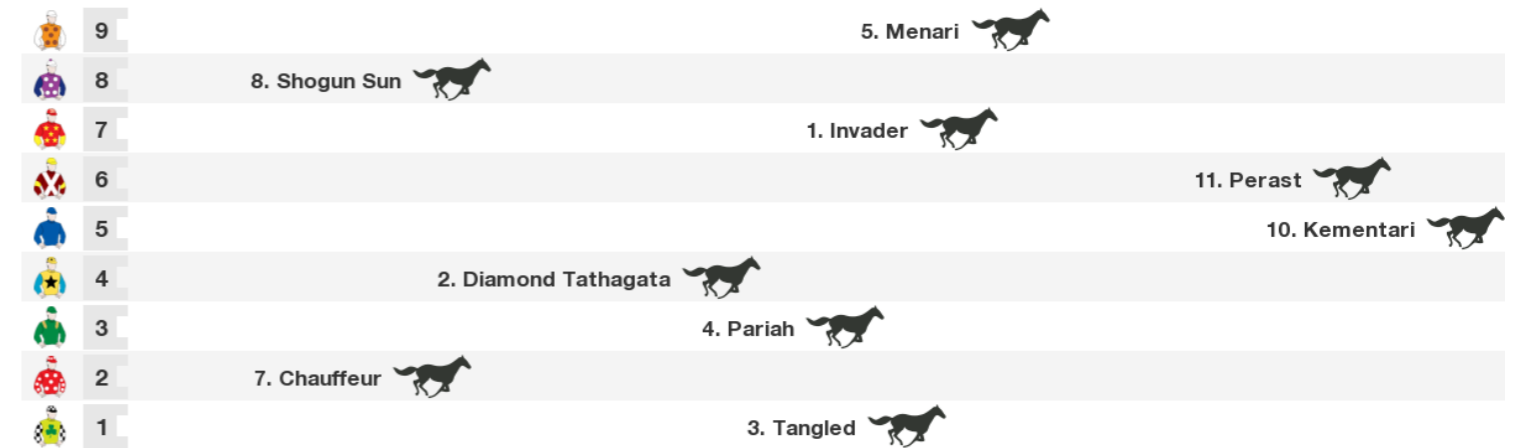 9 5. Menari
8 8. Shogun Sun
7 1. Invader
6 11. Perast
5 10. Kementari
4 2. Diamond Tathagata
3 4. Pariah
2 7. Chauffeur
1 3. Tangled